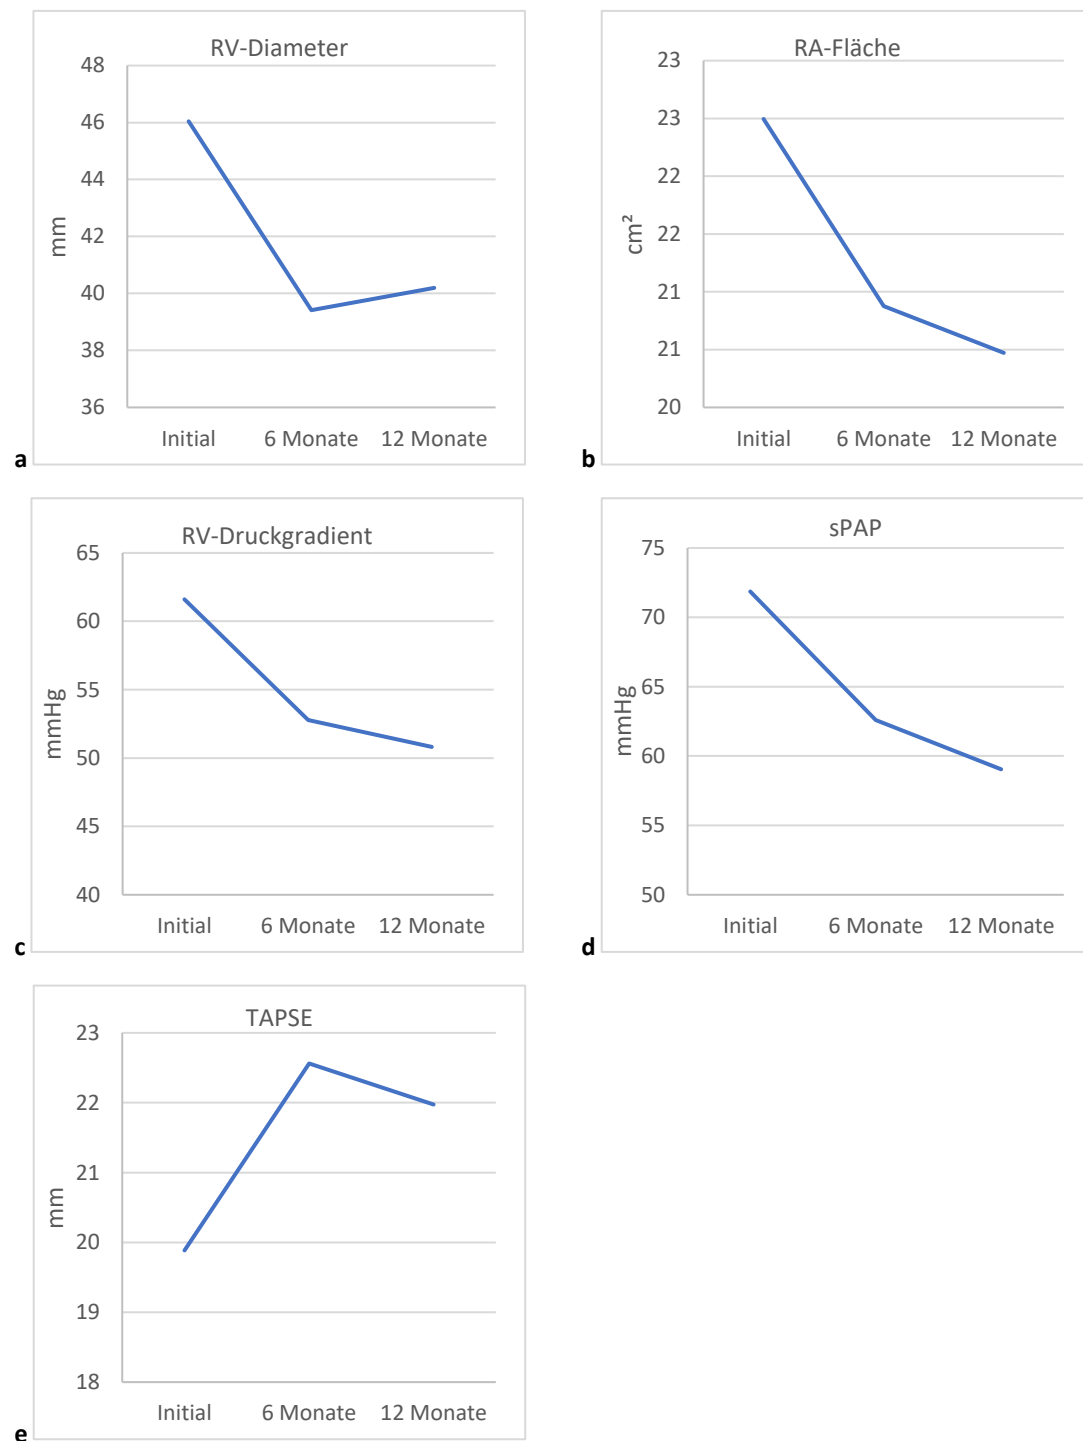 RV-Diameter
48
46
44
42
40
38
36
mm
Initial 6 Monate 12 Monate
a
RA-Fläche
23
23
22
22
21
21
20
cm²
Initial 6 Monate 12 Monate
b
RV-Druckgradient
65
60
55
50
45
40
mmHg
Initial 6 Monate 12 Monate
c
sPAP
75
70
65
60
55
50
mmHg
Initial 6 Monate 12 Monate
d
TAPSE
23
22
21
20
19
18
mm
Initial 6 Monate 12 Monate
e